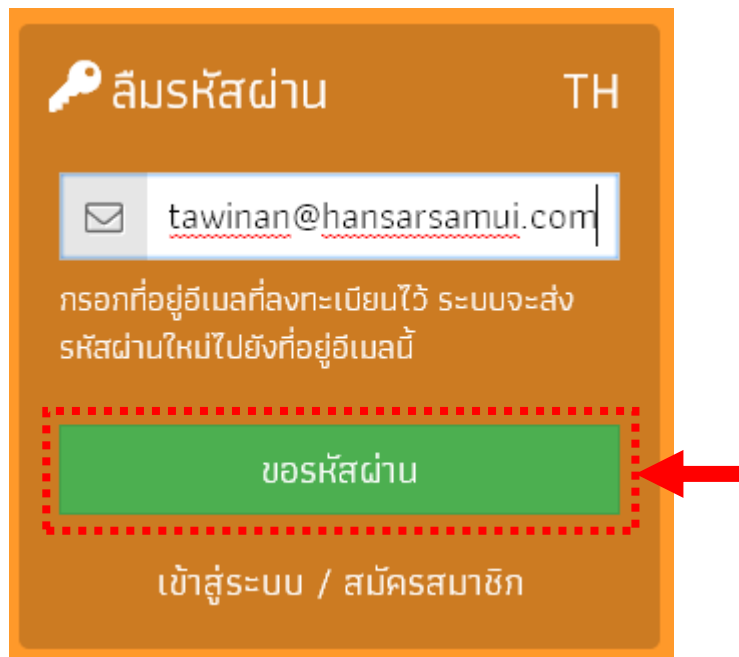 ลืมรหัสผ่าน TH
tawinan@hansarsamui.com
กรอกที่อยู่อีเมลที่ลงทะเบียนไว้ ระบบจะส่ง
รหัสผ่านใหม่ไปยังที่อยู่อีเมลนี้
ขอรหัสผ่าน
เข้าสู่ระบบ / สมัครสมาชิก